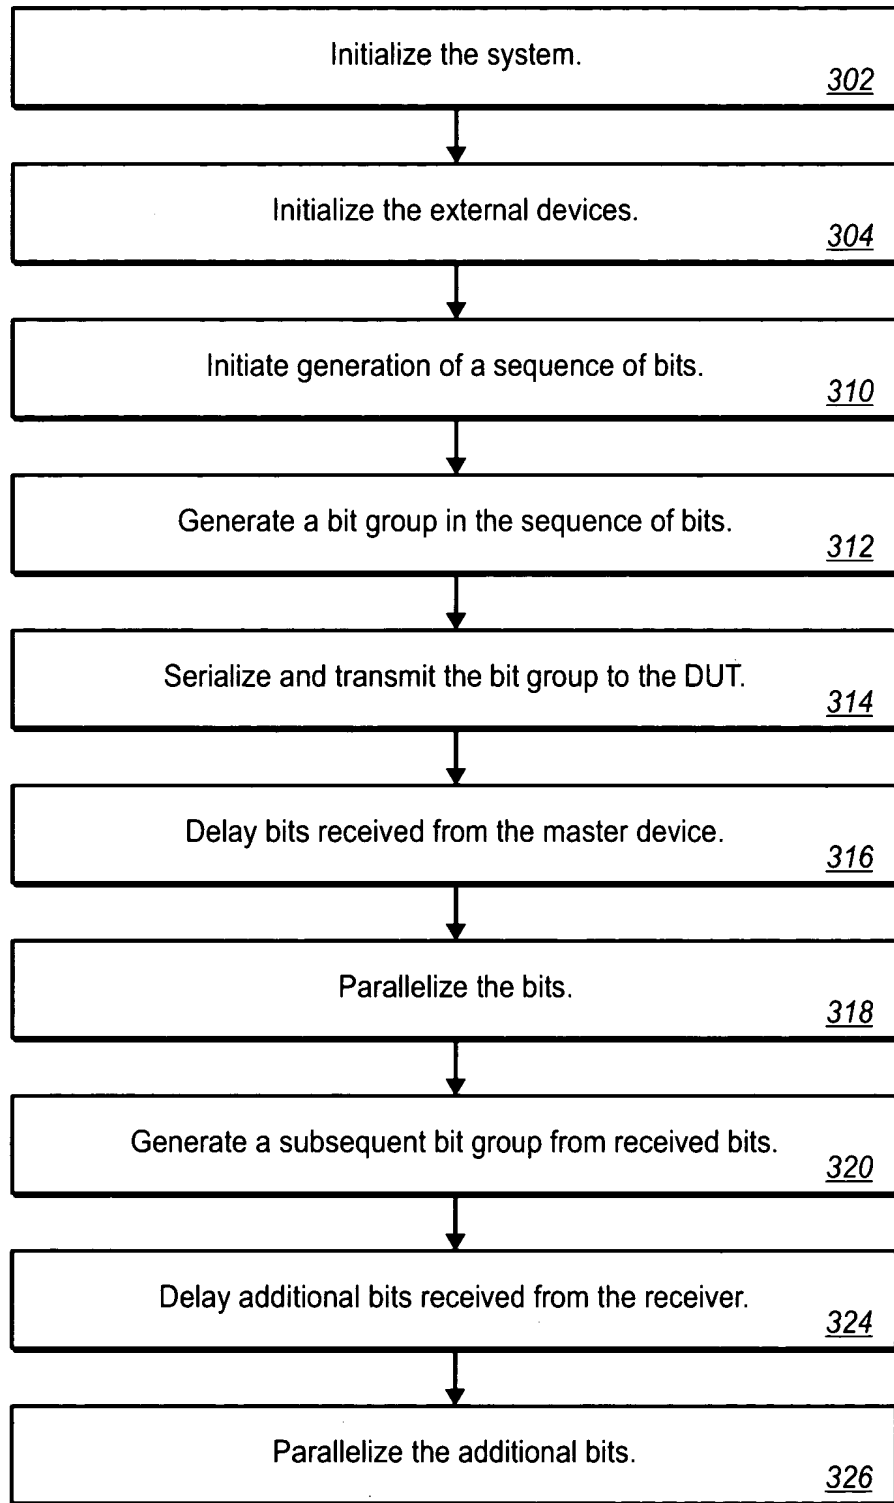 Initialize the system.
302
Initialize the external devices.
304
Initiate generation of a sequence of bits.
310
Generate a bit group in the sequence of bits.
312
Serialize and transmit the bit group to the DUT.
314
Delay bits received from the master device.
316
Parallelize the bits.
318
Generate a subsequent bit group from received bits.
320
Delay additional bits received from the receiver.
324
Parallelize the additional bits.
326